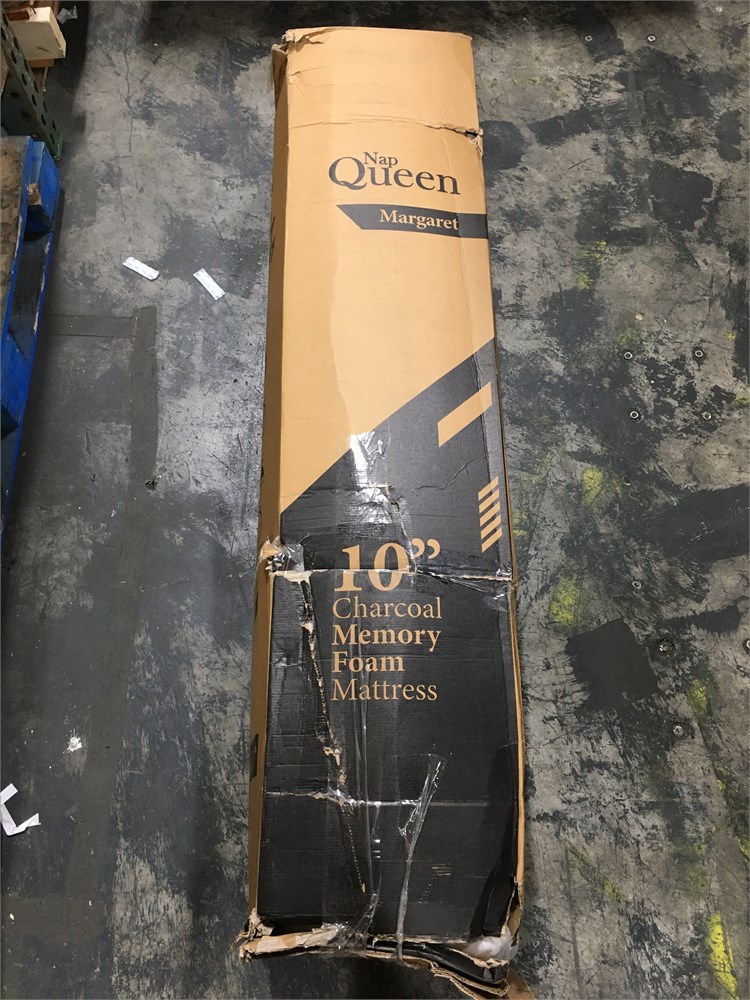 Nap
Queen
Margaret
10”
Charcoal
Memory
Foam
Mattress